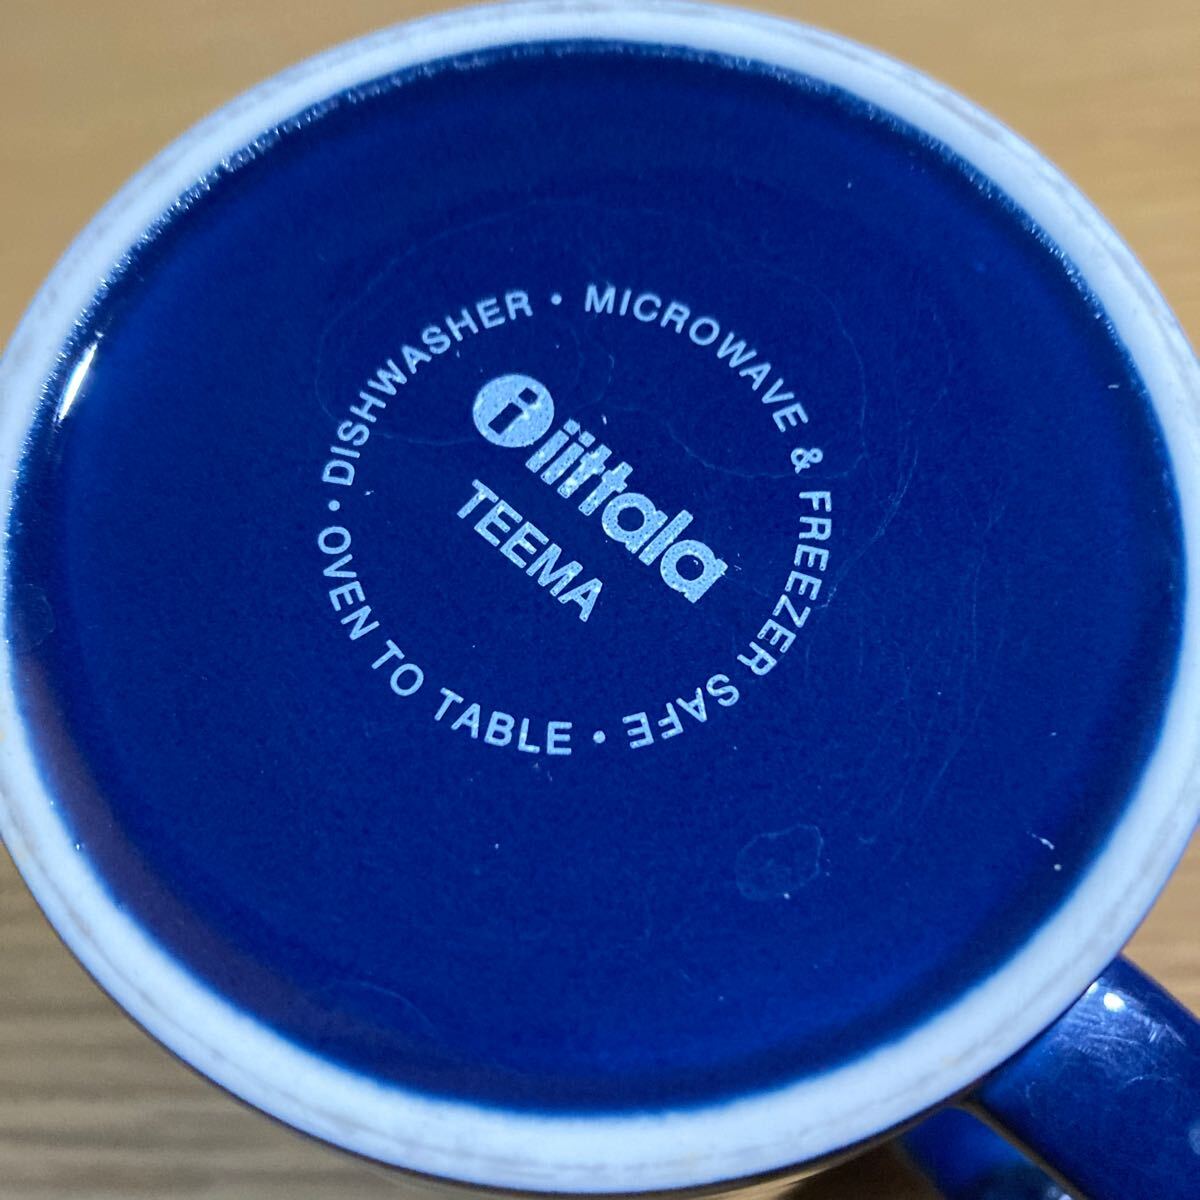 i iittala
TEEMA
DISHWASHER • MICROWAVE & FREEZER SAFE • OVEN TO TABLE •